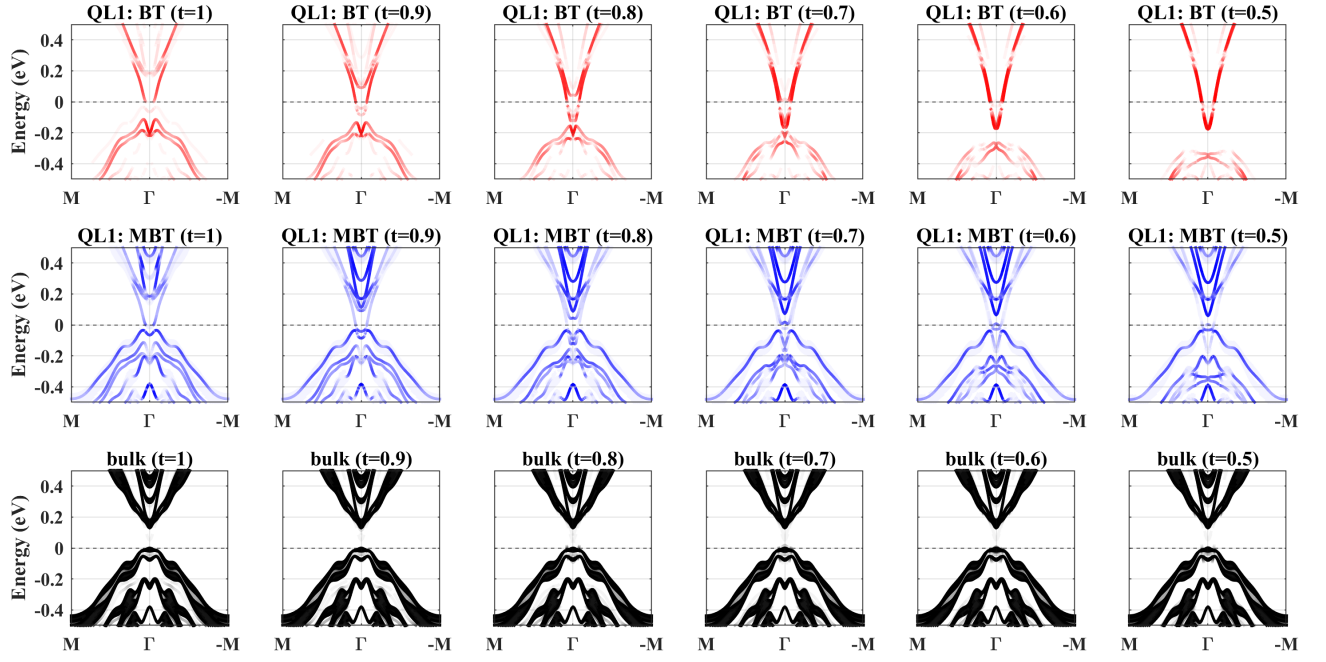 QL1: BT (t=1) QL1: BT (t=0.9) QL1: BT (t=0.8) QL1: BT (t=0.7) QL1: BT (t=0.6) QL1: BT (t=0.5)
Energy (eV)
0.4
0.2
0
-0.2
-0.4
M Γ -M M Γ -M M Γ -M M Γ -M M Γ -M M Γ -M
QL1: MBT (t=1) QL1: MBT (t=0.9) QL1: MBT (t=0.8) QL1: MBT (t=0.7) QL1: MBT (t=0.6) QL1: MBT (t=0.5)
Energy (eV)
0.4
0.2
0
-0.2
-0.4
M Γ -M M Γ -M M Γ -M M Γ -M M Γ -M M Γ -M
bulk (t=1) bulk (t=0.9) bulk (t=0.8) bulk (t=0.7) bulk (t=0.6) bulk (t=0.5)
Energy (eV)
0.4
0.2
0
-0.2
-0.4
M Γ -M M Γ -M M Γ -M M Γ -M M Γ -M M Γ -M